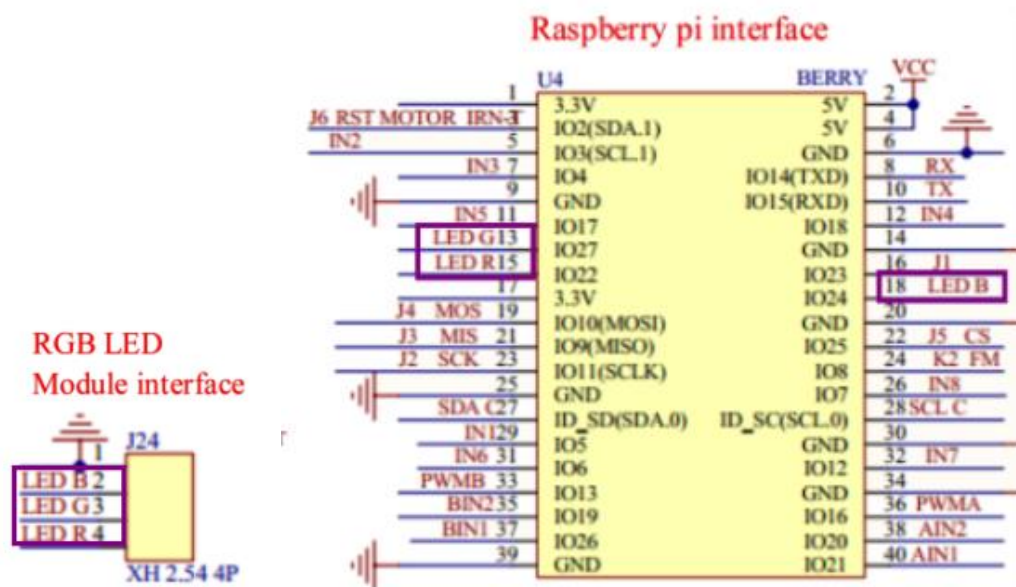 Raspberry pi interface
U4 BERRY VCC
1 3.3V 5V 2
J6 RST MOTOR IRN-T 3 IO2(SDA.1) 5V 4
IN2 5 IO3(SCL.1) GND 6
IN3 7 IO4 IO14(TXD) 8 RX
9 GND IO15(RXD) 10 TX
IN5 11 IO17 IO18 12 IN4
LED G 13 IO27 GND 14
LED R 15 IO22 IO23 16 J1
17 3.3V IO24 18 LED B
J4 MOS 19 IO10(MOSI) GND 20
J3 MIS 21 IO9(MISO) IO25 22 J5 CS
J2 SCK 23 IO11(SCLK) IO8 24 K2 FM
25 GND IO7 26 IN8
SDA C 27 ID_SD(SDA.0) ID_SC(SCL.0) 28 SCL C
IN1 29 IO5 GND 30
IN6 31 IO6 IO12 32 IN7
PWMB 33 IO13 GND 34
BIN2 35 IO19 IO16 36 PWMA
BIN1 37 IO26 IO20 38 AIN2
39 GND IO21 40 AIN1
RGB LED
Module interface
J24
1
LED B 2
LED G 3
LED R 4
XH 2.54 4P